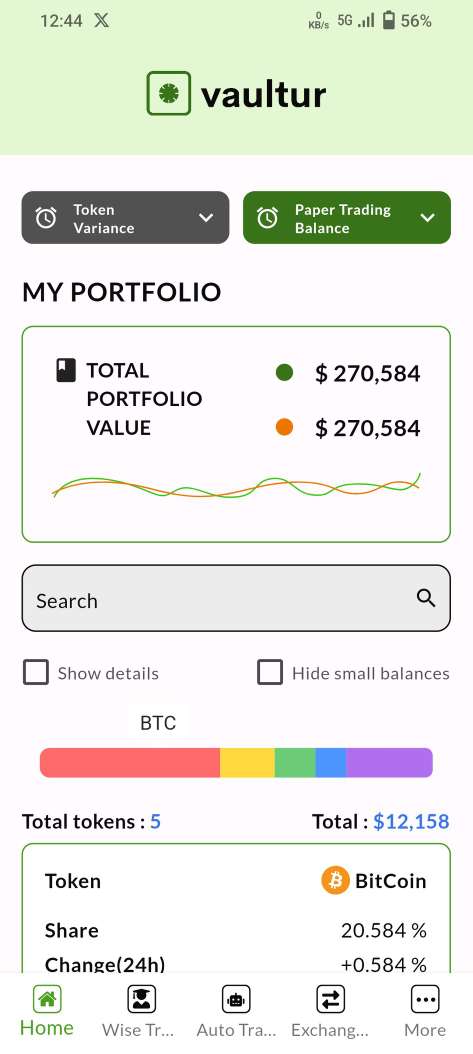 12:44 0 KB/s 5G 56%
vaultur
Token Paper Trading
Variance Balance
MY PORTFOLIO
TOTAL $ 270,584
PORTFOLIO
VALUE $ 270,584
Search
Show details Hide small balances
BTC
Total tokens : 5 Total : $12,158
Token BitCoin
Share 20.584 %
Change(24h) +0.584 %
Home Wise Tr... Auto Tra... Exchang... More